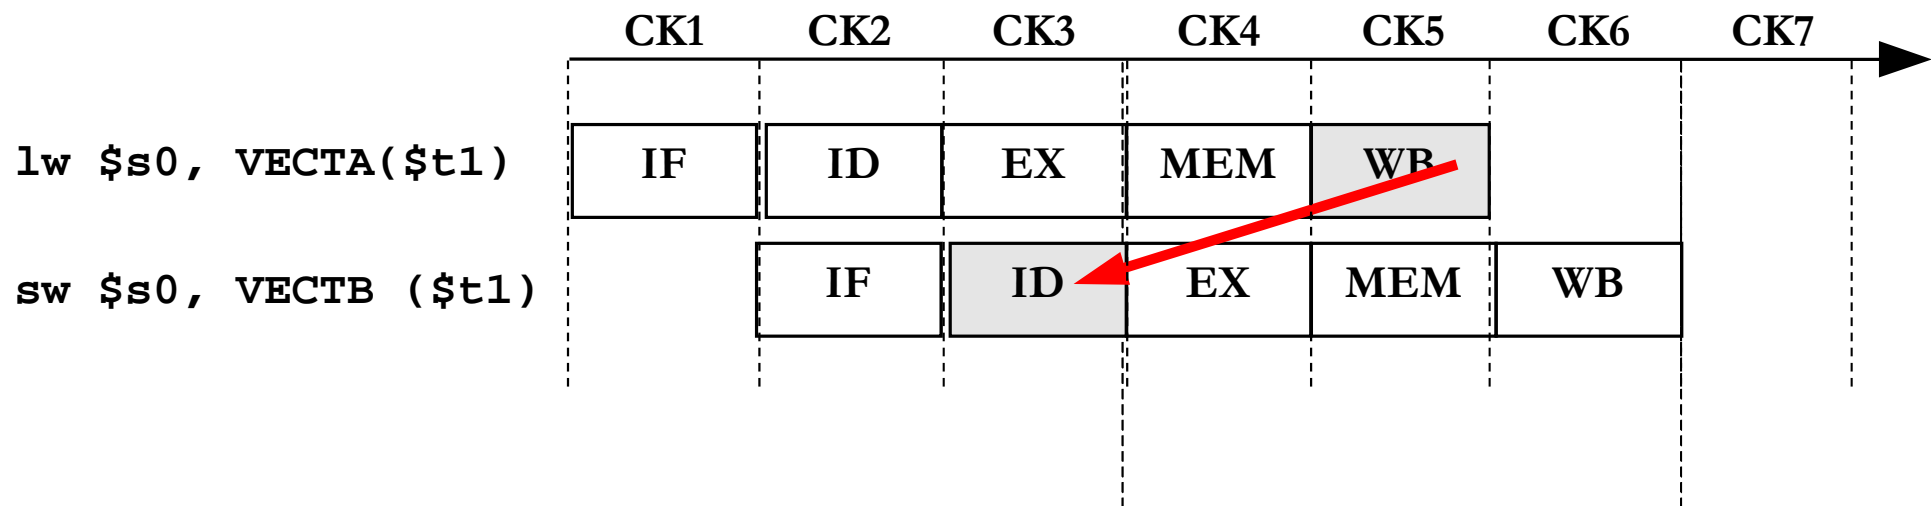 CK1 CK2 CK3 CK4 CK5 CK6 CK7
lw $s0, VECTA($t1) IF ID EX MEM WB
sw $s0, VECTB ($t1) IF ID EX MEM WB